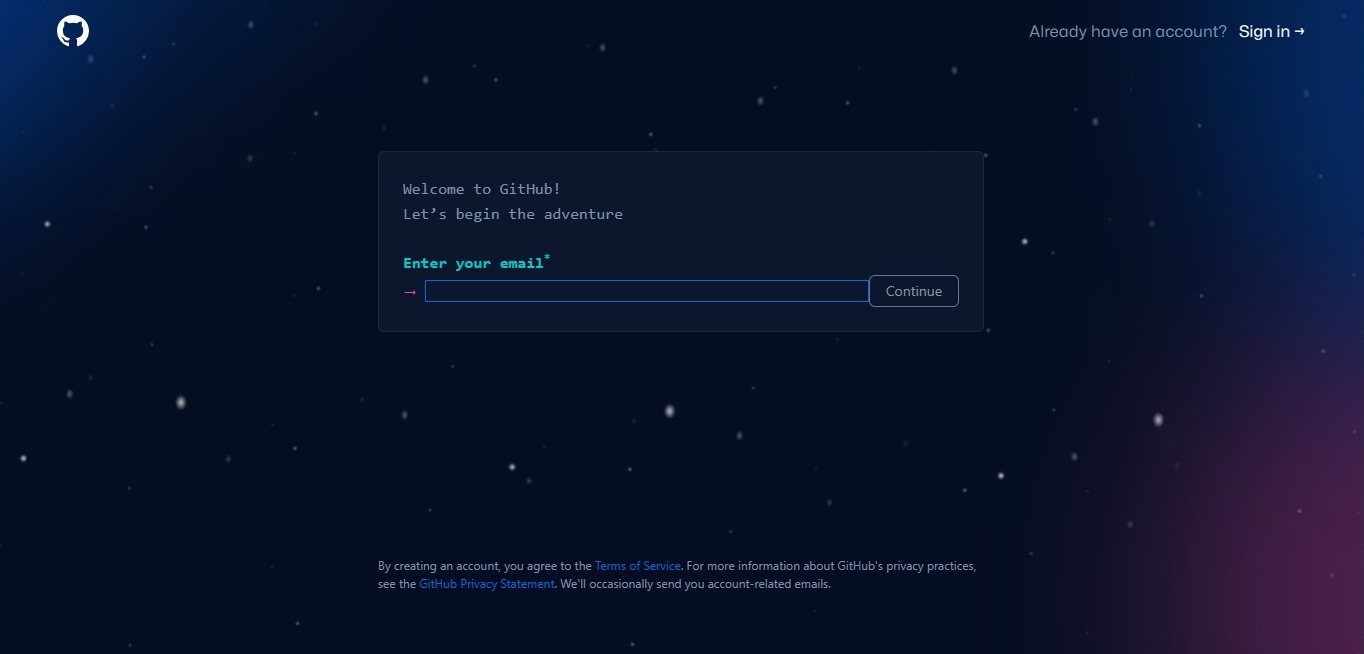 Already have an account? Sign in →
Welcome to GitHub!
Let’s begin the adventure
Enter your email*
→ Continue
By creating an account, you agree to the Terms of Service. For more information about GitHub's privacy practices,
see the GitHub Privacy Statement. We'll occasionally send you account-related emails.